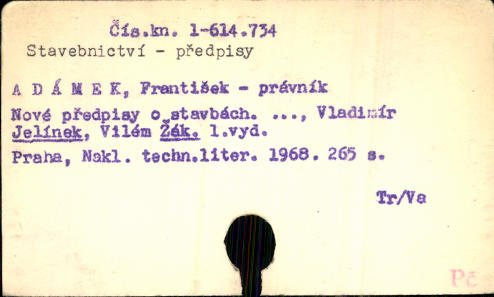 Čís.kn. 1-614.734
Stavebnictví - předpisy
A D Á M E K, František - právník
Nové předpisy o stavbách. ..., Vladimír
Jelínek, Vilém Žák. 1.vyd.
Praha, Nakl. techn.liter. 1968. 265 s.
Tr/Va
Pč